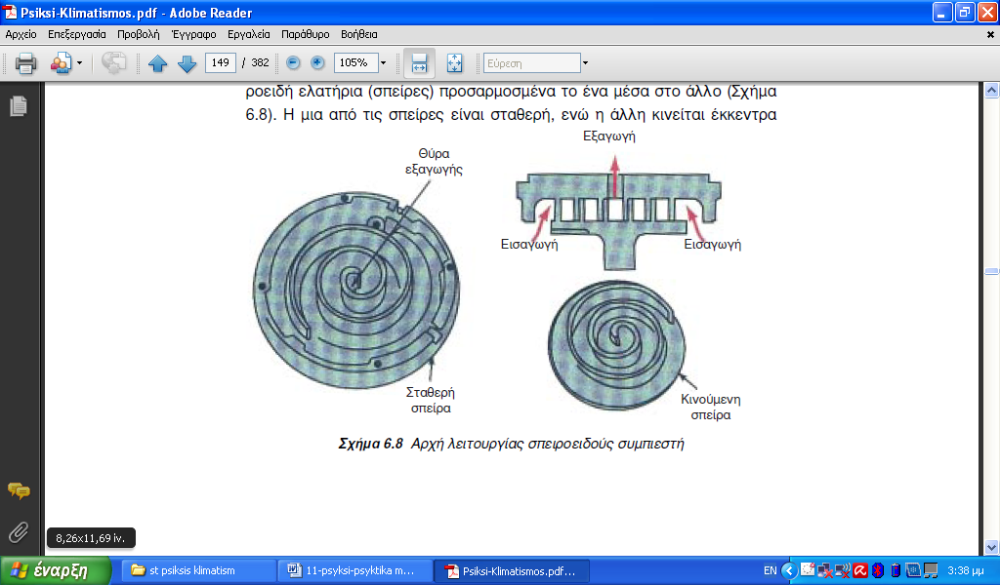 Psiksi-Klimatismos.pdf - Adobe Reader
Αρχείο Επεξεργασία Προβολή Έγγραφο Εργαλεία Παράθυρο Βοήθεια
149 / 382 105% Εύρεση
ροειδή ελατήρια (σπείρες) προσαρμοσμένα το ένα μέσα στο άλλο (Σχήμα
6.8). Η μια από τις σπείρες είναι σταθερή, ενώ η άλλη κινείται έκκεντρα
Θύρα
εξαγωγής
Εξαγωγή
Εισαγωγή
Εισαγωγή
Σταθερή
σπείρα
Κινούμενη
σπείρα
Σχήμα 6.8 Αρχή λειτουργίας σπειροειδούς συμπιεστή
8,26x11,69 ίν.
έναρξη
st psiksis klimatism
11-psyksi-psyktika m...
Psiksi-Klimatismos.pdf...
EN
3:38 μμ